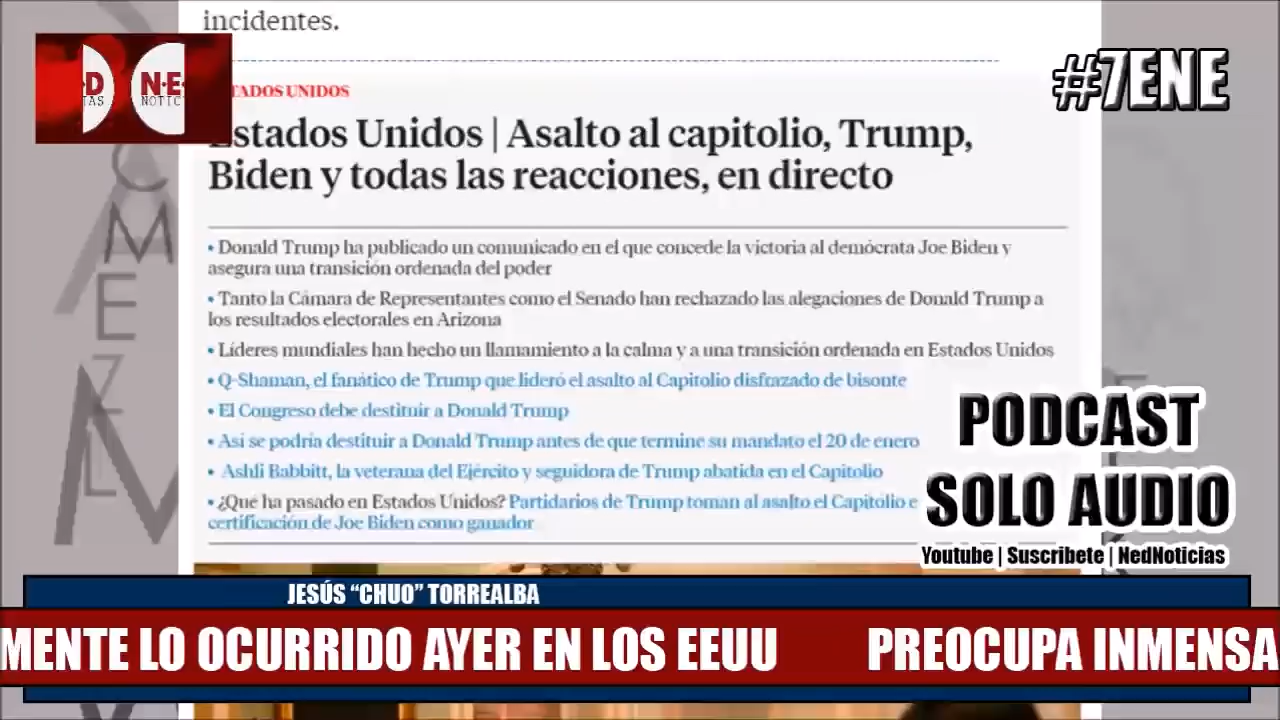 incidentes.
D N.E.
TAS NOTIC
#7ENE
TADOS UNIDOS
Estados Unidos | Asalto al capitolio, Trump,
Biden y todas las reacciones, en directo
• Donald Trump ha publicado un comunicado en el que concede la victoria al demócrata Joe Biden y
asegura una transición ordenada del poder
• Tanto la Cámara de Representantes como el Senado han rechazado las alegaciones de Donald Trump a
los resultados electorales en Arizona
• Líderes mundiales han hecho un llamamiento a la calma y a una transición ordenada en Estados Unidos
• Q-Shaman, el fanático de Trump que lideró el asalto al Capitolio disfrazado de bisonte
• El Congreso debe destituir a Donald Trump
• Así se podría destituir a Donald Trump antes de que termine su mandato el 20 de enero
• Ashli Babbitt, la veterana del Ejército y seguidora de Trump abatida en el Capitolio
• ¿Qué ha pasado en Estados Unidos? Partidarios de Trump toman al asalto el Capitolio e
certificación de Joe Biden como ganador
PODCAST
SOLO AUDIO
Youtube | Suscribete | NedNoticias
JESÚS “CHUO” TORREALBA
MENTE LO OCURRIDO AYER EN LOS EEUU PREOCUPA INMENSA